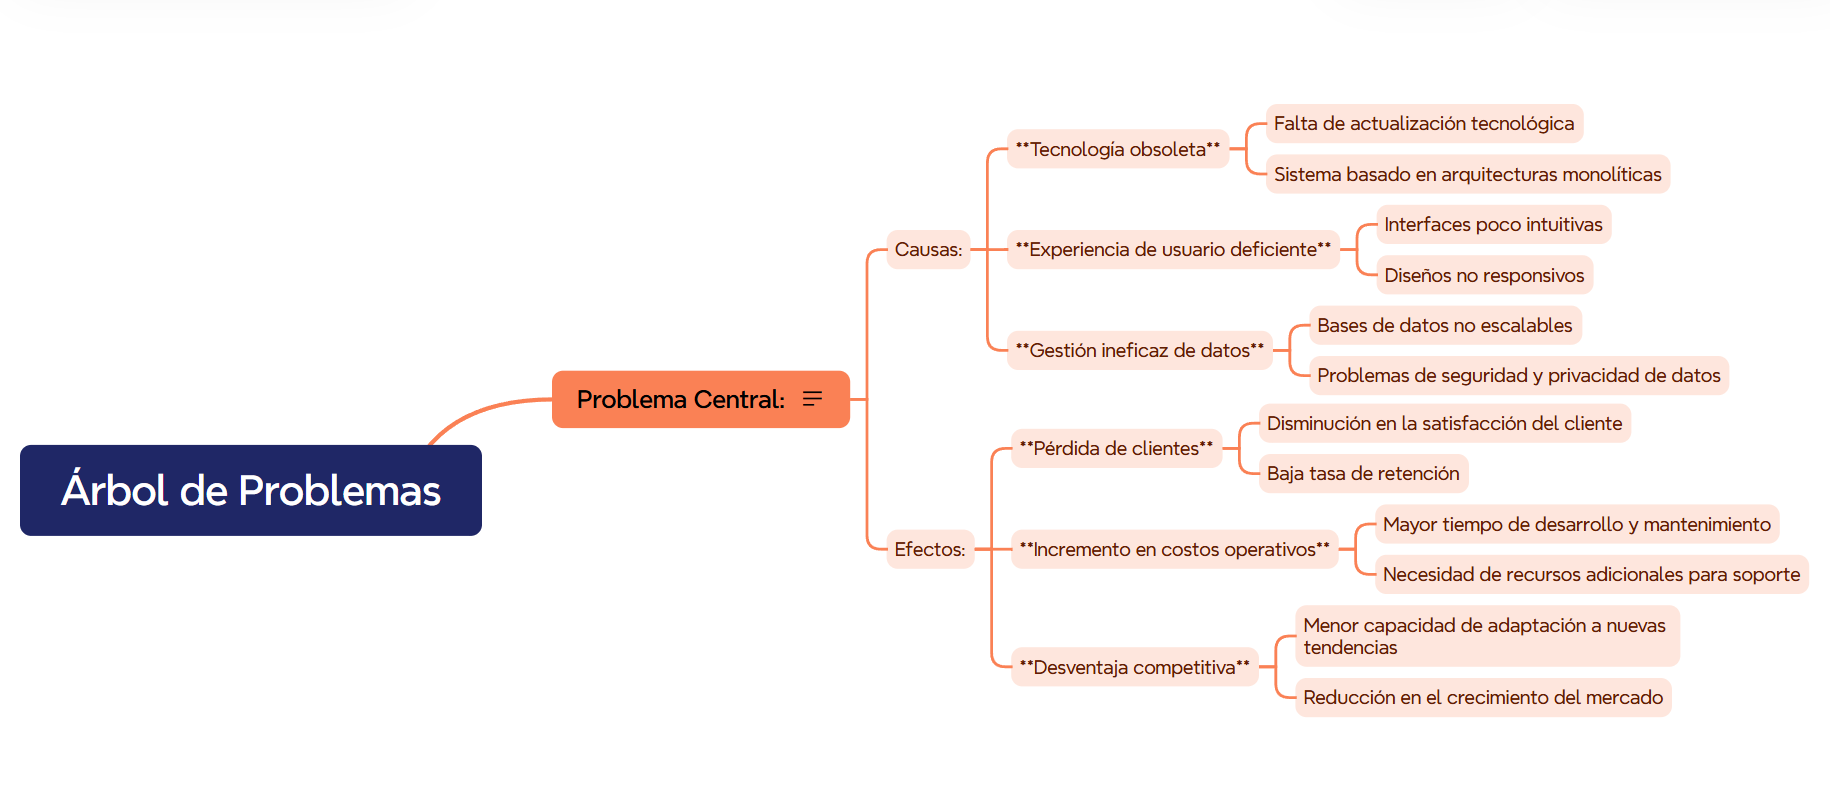 Árbol de Problemas
Problema Central:
Causas:
**Tecnología obsoleta**
Falta de actualización tecnológica
Sistema basado en arquitecturas monolíticas
**Experiencia de usuario deficiente**
Interfaces poco intuitivas
Diseños no responsivos
**Gestión ineficaz de datos**
Bases de datos no escalables
Problemas de seguridad y privacidad de datos
Efectos:
**Pérdida de clientes**
Disminución en la satisfacción del cliente
Baja tasa de retención
**Incremento en costos operativos**
Mayor tiempo de desarrollo y mantenimiento
Necesidad de recursos adicionales para soporte
**Desventaja competitiva**
Menor capacidad de adaptación a nuevas
tendencias
Reducción en el crecimiento del mercado